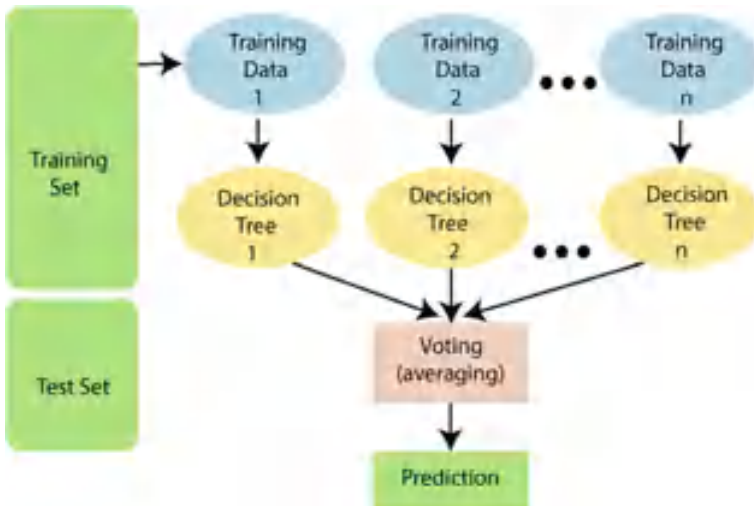 Training
Set
Test Set
Training
Data
1
Training
Data
2
Training
Data
n
Decision
Tree
1
Decision
Tree
2
Decision
Tree
n
Voting
(averaging)
Prediction